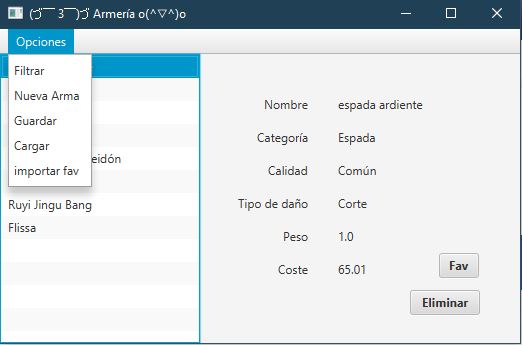 (づ￣ 3￣)づ Armería o(^▽^)o
Opciones
Filtrar
Nueva Arma
Guardar
Cargar
importar fav
eidón
Ruyi Jingu Bang
Flissa
Nombre espada ardiente
Categoría Espada
Calidad Común
Tipo de daño Corte
Peso 1.0
Coste 65.01
Fav
Eliminar